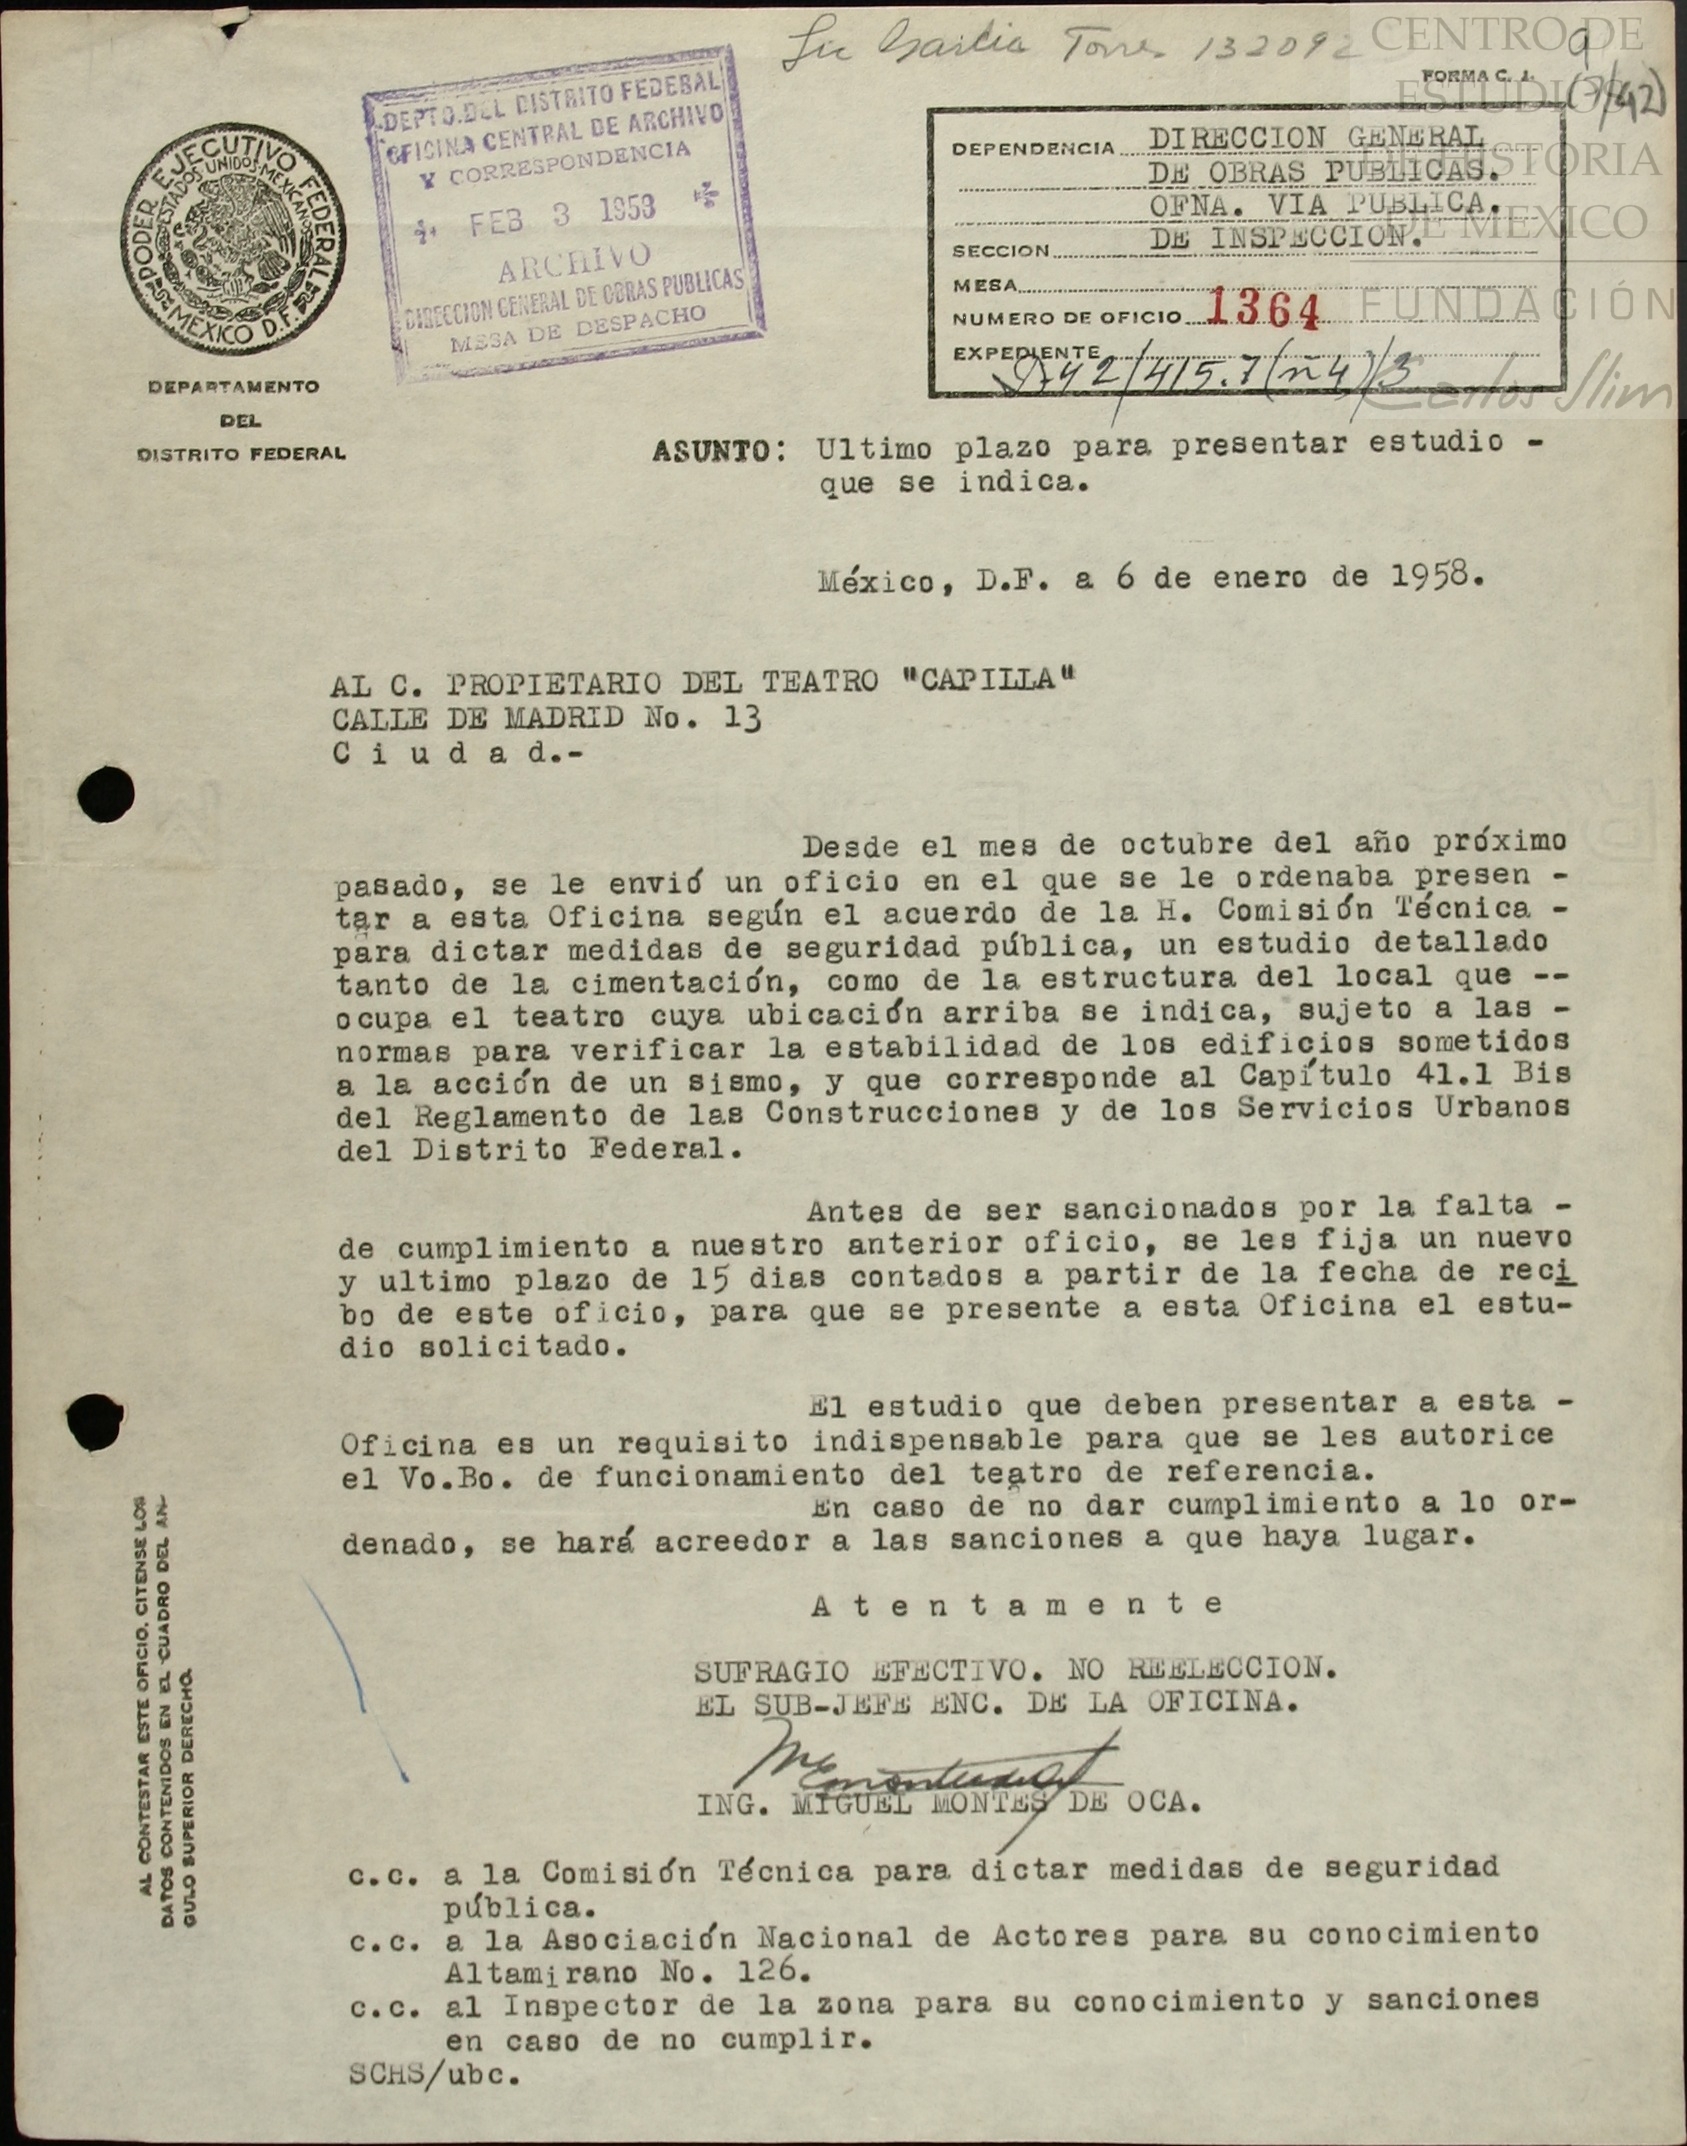 Lic García Torres 132092
9
(7/42)
CENTRO DE
ESTUDIOS
DE HISTORIA
DE MEXICO
FUNDACIÓN
Carlos Slim
FORMA C. J.
PODER EJECUTIVO FEDERAL
ESTADOS UNIDOS MEXICANOS
MEXICO D.F.
DEPARTAMENTO
DEL
DISTRITO FEDERAL
DEPTO. DEL DISTRITO FEDERAL
OFICINA CENTRAL DE ARCHIVO
Y CORRESPONDENCIA
FEB 3 1958
ARCHIVO
DIRECCION GENERAL DE OBRAS PUBLICAS
MESA DE DESPACHO
DEPENDENCIA DIRECCION GENERAL
DE OBRAS PUBLICAS.
OFNA. VIA PUBLICA.
SECCION DE INSPECCION.
MESA
NUMERO DE OFICIO 1364
EXPEDIENTE
ASUNTO: Ultimo plazo para presentar estudio -
que se indica.
México, D.F. a 6 de enero de 1958.
AL C. PROPIETARIO DEL TEATRO "CAPILLA"
CALLE DE MADRID No. 13
C i u d a d.-
Desde el mes de octubre del año próximo
pasado, se le envió un oficio en el que se le ordenaba presen -
tar a esta Oficina según el acuerdo de la H. Comisión Técnica -
para dictar medidas de seguridad pública, un estudio detallado
tanto de la cimentación, como de la estructura del local que --
ocupa el teatro cuya ubicación arriba se indica, sujeto a las -
normas para verificar la estabilidad de los edificios sometidos
a la acción de un sismo, y que corresponde al Capítulo 41.1 Bis
del Reglamento de las Construcciones y de los Servicios Urbanos
del Distrito Federal.
Antes de ser sancionados por la falta -
de cumplimiento a nuestro anterior oficio, se les fija un nuevo
y ultimo plazo de 15 dias contados a partir de la fecha de reci
bo de este oficio, para que se presente a esta Oficina el estu-
dio solicitado.
El estudio que deben presentar a esta -
Oficina es un requisito indispensable para que se les autorice
el Vo.Bo. de funcionamiento del teatro de referencia.
En caso de no dar cumplimiento a lo or-
denado, se hará acreedor a las sanciones a que haya lugar.
A t e n t a m e n t e
SUFRAGIO EFECTIVO. NO REELECCION.
EL SUB-JEFE ENC. DE LA OFICINA.
ING. MIGUEL MONTES DE OCA.
c.c. a la Comisión Técnica para dictar medidas de seguridad
pública.
c.c. a la Asociación Nacional de Actores para su conocimiento
Altamirano No. 126.
c.c. al Inspector de la zona para su conocimiento y sanciones
en caso de no cumplir.
SCHS/ubc.
AL CONTESTAR ESTE OFICIO, CITENSE LOS
DATOS CONTENIDOS EN EL CUADRO DEL AN-
GULO SUPERIOR DERECHO.